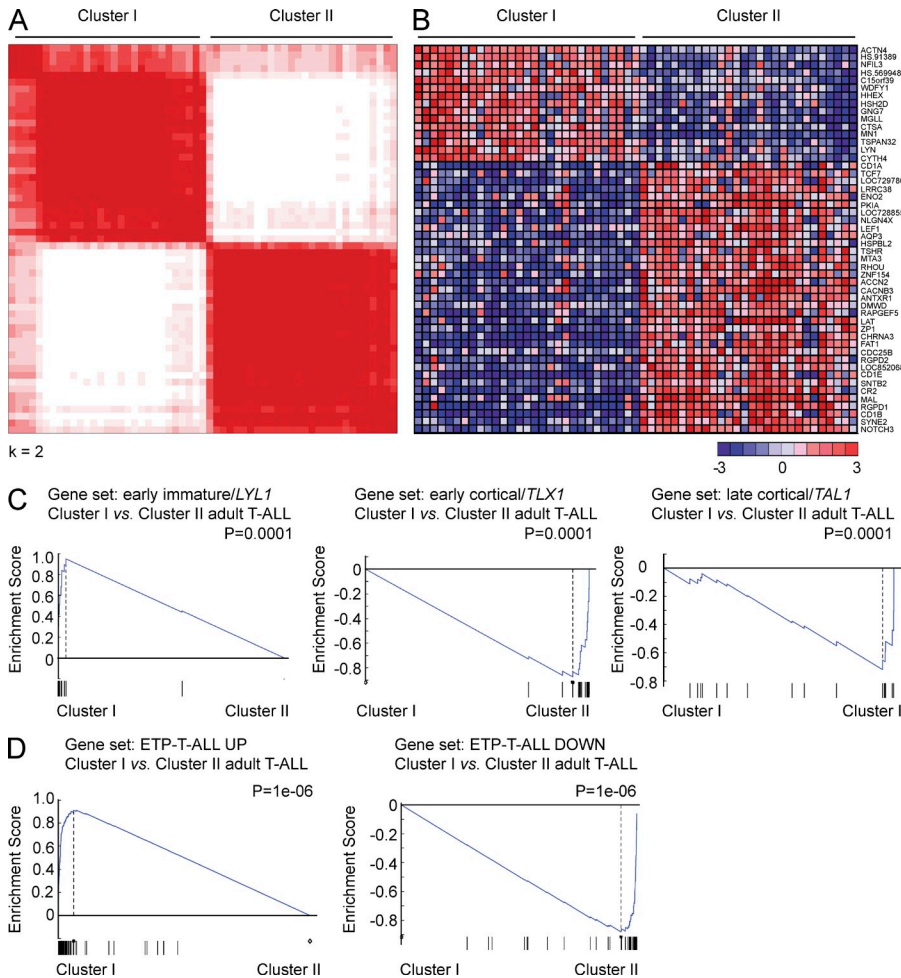 A
Cluster I
Cluster II
k = 2
B
Cluster I
Cluster II
ACTN4
HS.91389
NFIL3
HS.569948
C15orf39
WDFY1
HHEX
HSH2D
GNG7
MGLL
CTSA
MN1
TSPAN32
LYN
CYTH4
CD1A
TCF7
LOC729786
LRRC38
ENO2
PKIA
LOC728855
NLGN4X
LEF1
AQP3
HSPBL2
TSHR
MTA3
RHOU
ZNF154
ACCN2
CACNB3
ANTXR1
DMWD
RAPGEF5
LAT
ZP1
CHRNA3
FAT1
CDC25B
RGPD2
LOC852068
CD1E
SNTB2
CR2
MAL
RGPD1
CD1B
SYNE2
NOTCH3
-3
0
3
C
Gene set: early immature/LYL1
Cluster I vs. Cluster II adult T-ALL
P=0.0001
Enrichment Score
1.0
0.8
0.6
0.4
0.2
0
Cluster I
Cluster II
Gene set: early cortical/TLX1
Cluster I vs. Cluster II adult T-ALL
P=0.0001
Enrichment Score
0
-0.2
-0.4
-0.6
-0.8
Cluster I
Cluster II
Gene set: late cortical/TAL1
Cluster I vs. Cluster II adult T-ALL
P=0.0001
Enrichment Score
0
-0.2
-0.4
-0.6
-0.8
Cluster I
Cluster II
D
Gene set: ETP-T-ALL UP
Cluster I vs. Cluster II adult T-ALL
P=1e-06
Enrichment Score
1.0
0.8
0.6
0.4
0.2
0
Cluster I
Cluster II
Gene set: ETP-T-ALL DOWN
Cluster I vs. Cluster II adult T-ALL
P=1e-06
Enrichment Score
0
-0.2
-0.4
-0.6
-0.8
Cluster I
Cluster II